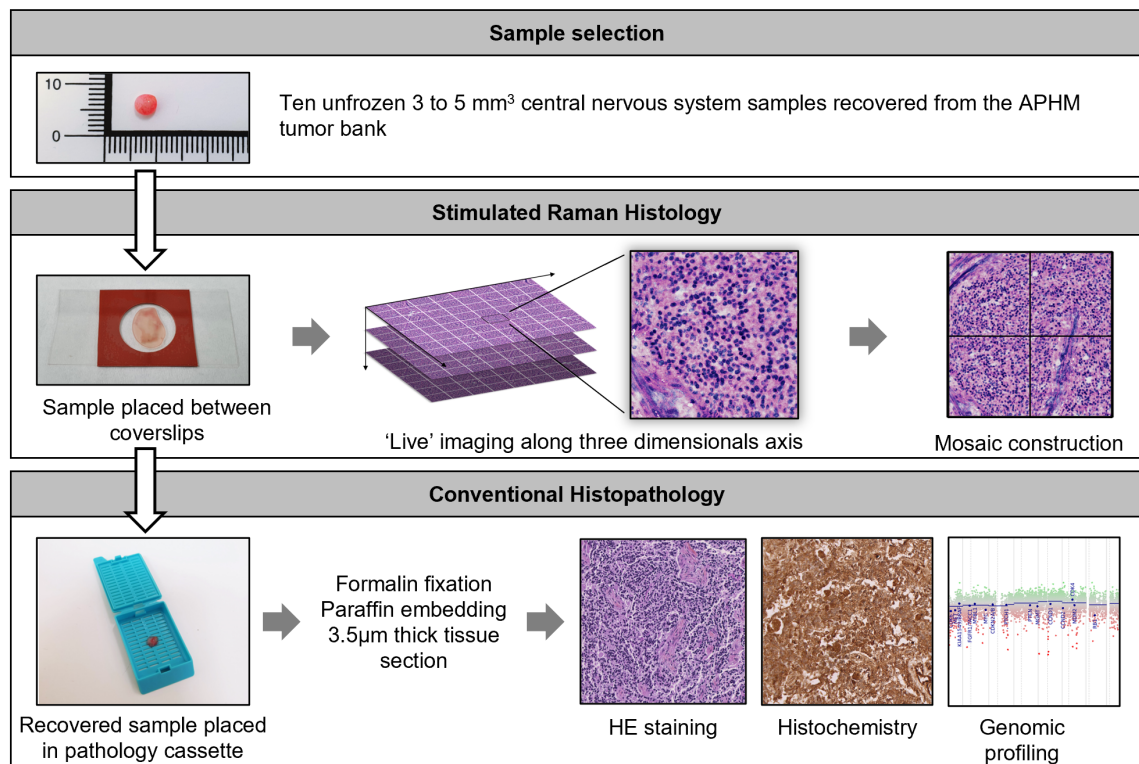 Sample selection
10
0
Ten unfrozen 3 to 5 mm³ central nervous system samples recovered from the APHM
tumor bank
Stimulated Raman Histology
Sample placed between
coverslips
‘Live’ imaging along three dimensionals axis
Mosaic construction
Conventional Histopathology
Formalin fixation
Paraffin embedding
3.5µm thick tissue
section
Recovered sample placed
in pathology cassette
HE staining
Histochemistry
Genomic
profiling